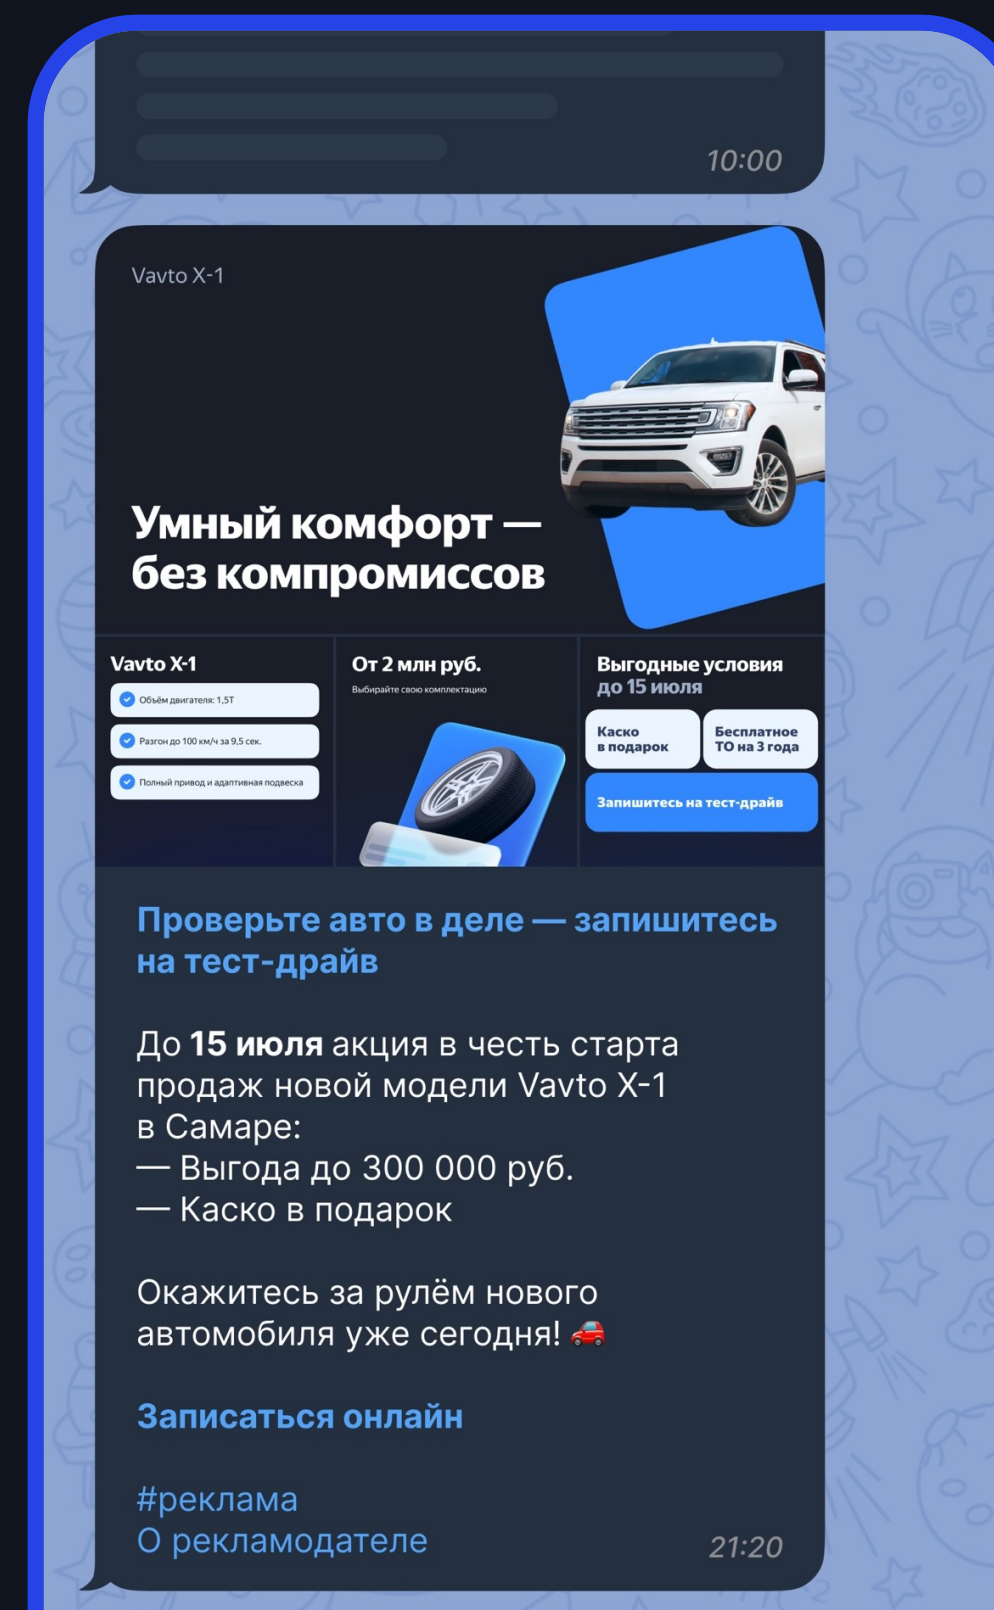 10:00
Vavto X-1
Умный комфорт —
без компромиссов
Vavto X-1
Объём двигателя: 1,5Т
Разгон до 100 км/ч за 9,5 сек.
Полный привод и адаптивная подвеска
От 2 млн руб.
Выбирайте свою комплектацию
Выгодные условия
до 15 июля
Каско
в подарок
Бесплатное
ТО на 3 года
Запишитесь на тест-драйв
Проверьте авто в деле — запишитесь
на тест-драйв
До 15 июля акция в честь старта
продаж новой модели Vavto X-1
в Самаре:
— Выгода до 300 000 руб.
— Каско в подарок
Окажитесь за рулём нового
автомобиля уже сегодня! 🚗
Записаться онлайн
#реклама
О рекламодателе
21:20